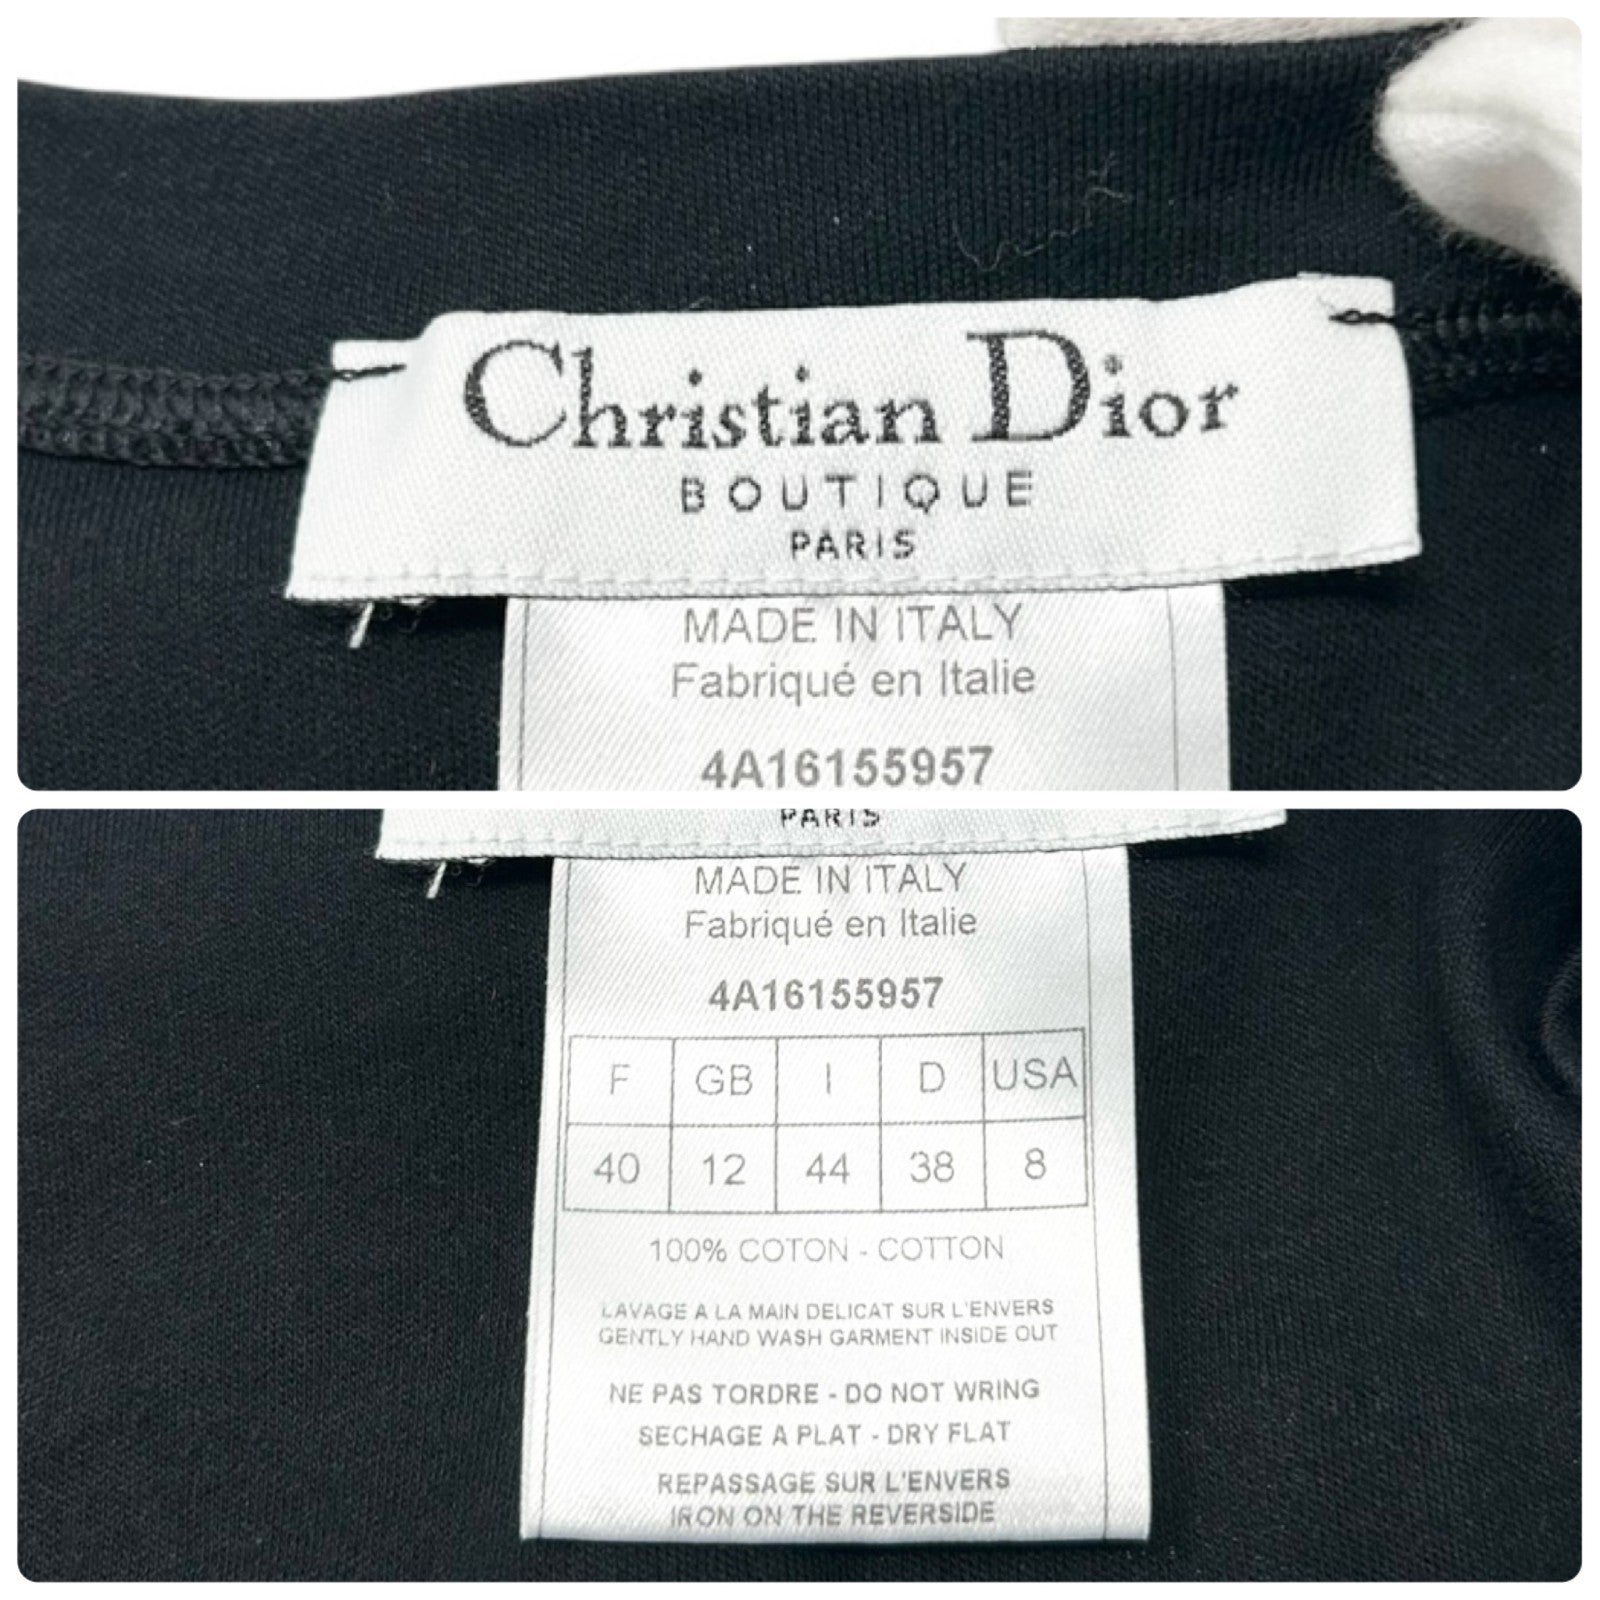 Christian Dior
BOUTIQUE
PARIS
MADE IN ITALY
Fabriqué en Italie
4A16155957
PARIS
MADE IN ITALY
Fabriqué en Italie
4A16155957
F GB I D USA
40 12 44 38 8
100% COTON - COTTON
LAVAGE A LA MAIN DELICAT SUR L'ENVERS
GENTLY HAND WASH GARMENT INSIDE OUT
NE PAS TORDRE - DO NOT WRING
SECHAGE A PLAT - DRY FLAT
REPASSAGE SUR L'ENVERS
IRON ON THE REVERSIDE